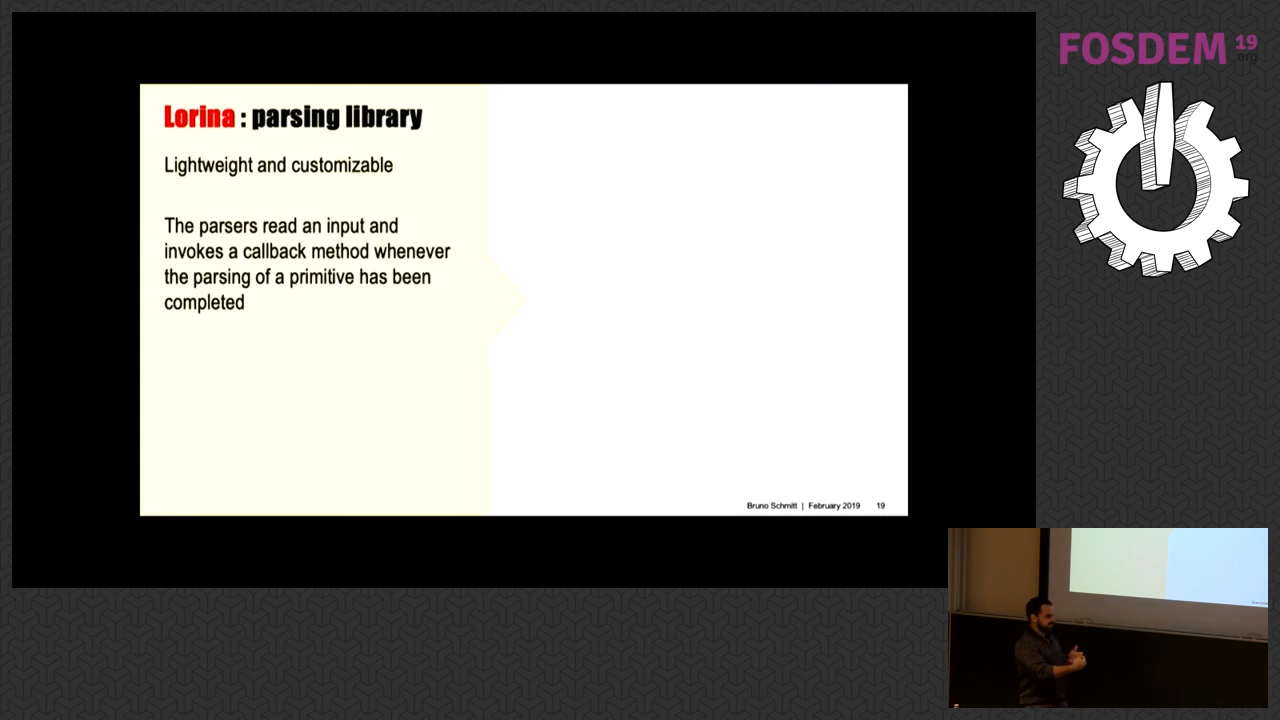 FOSDEM 19
.org
Lorina : parsing library
Lightweight and customizable
The parsers read an input and
invokes a callback method whenever
the parsing of a primitive has been
completed
Bruno Schmitt | February 2019 19